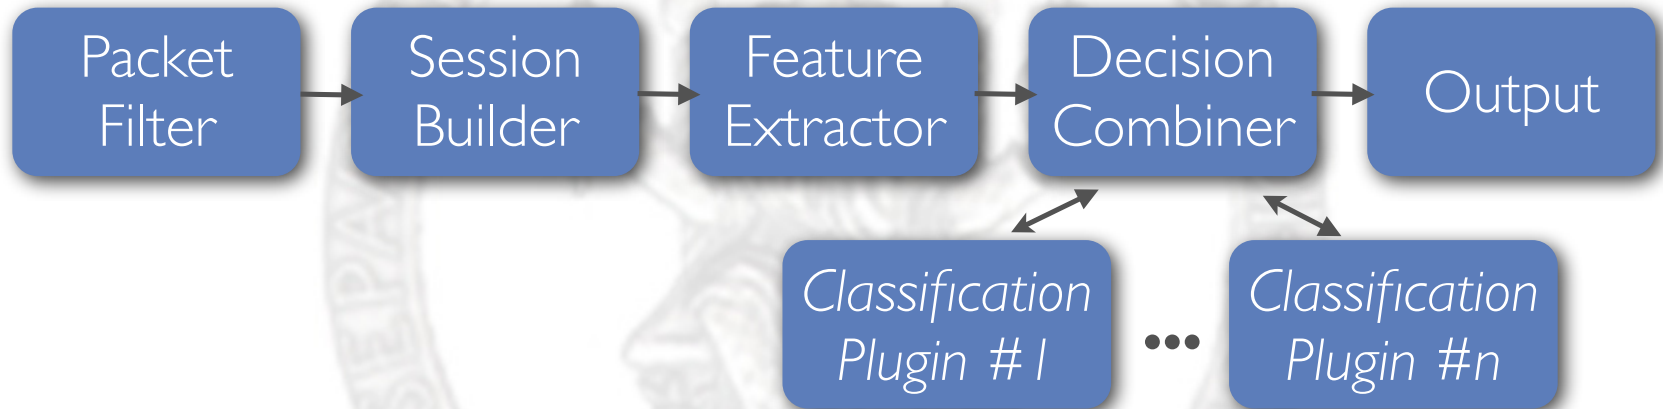 Packet
Filter
Session
Builder
Feature
Extractor
Decision
Combiner
Output
Classification
Plugin #1
...
Classification
Plugin #n